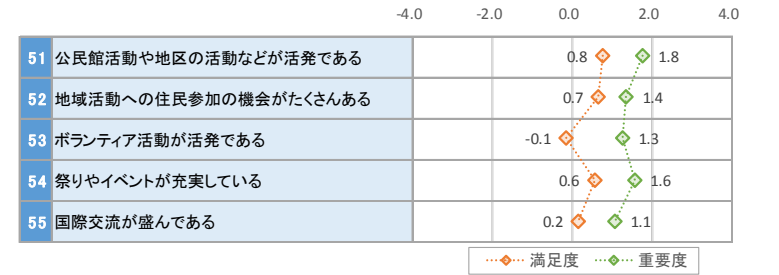 -4.0 -2.0 0.0 2.0 4.0
51 公民館活動や地区の活動などが活発である 0.8 1.8
52 地域活動への住民参加の機会がたくさんある 0.7 1.4
53 ボランティア活動が活発である -0.1 1.3
54 祭りやイベントが充実している 0.6 1.6
55 国際交流が盛んである 0.2 1.1
満足度 重要度